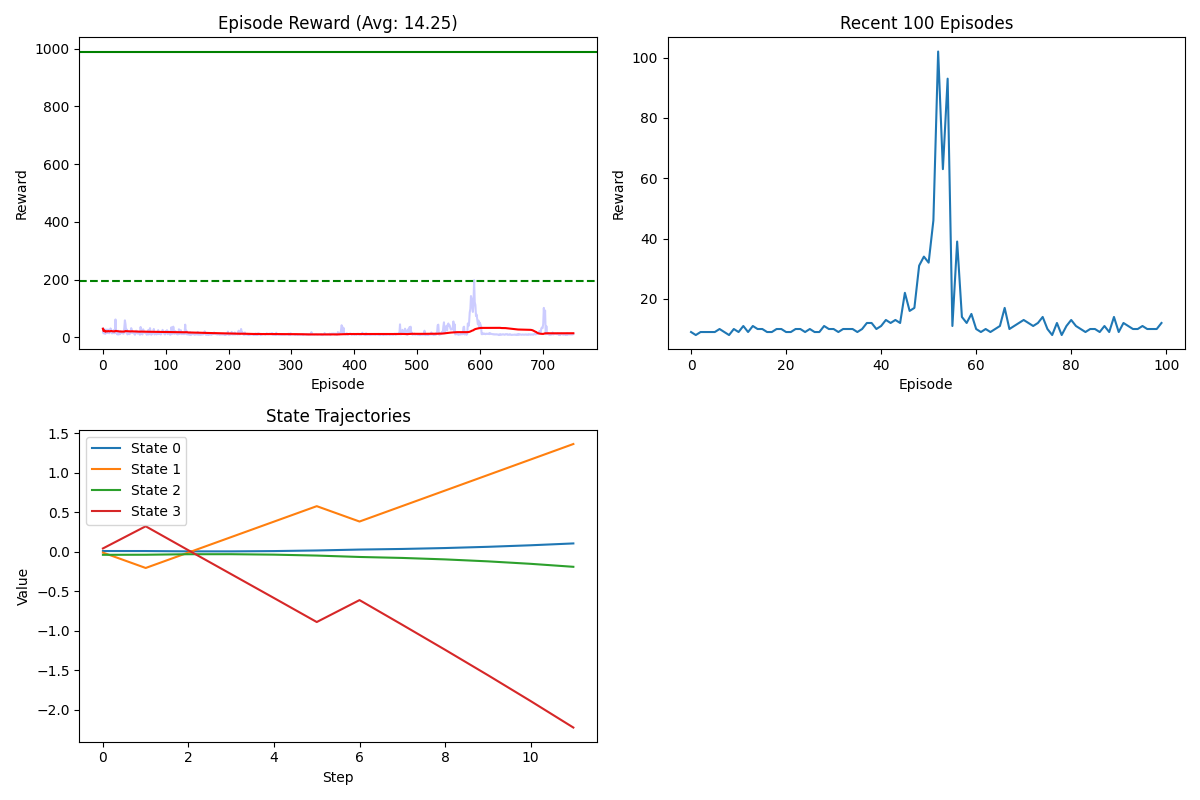 Episode Reward (Avg: 14.25)
1000
800
600
400
200
0
Reward
0 100 200 300 400 500 600 700
Episode
Recent 100 Episodes
100
80
60
40
20
Reward
0 20 40 60 80 100
Episode
State Trajectories
State 0
State 1
State 2
State 3
1.5
1.0
0.5
0.0
−0.5
−1.0
−1.5
−2.0
Value
0 2 4 6 8 10
Step